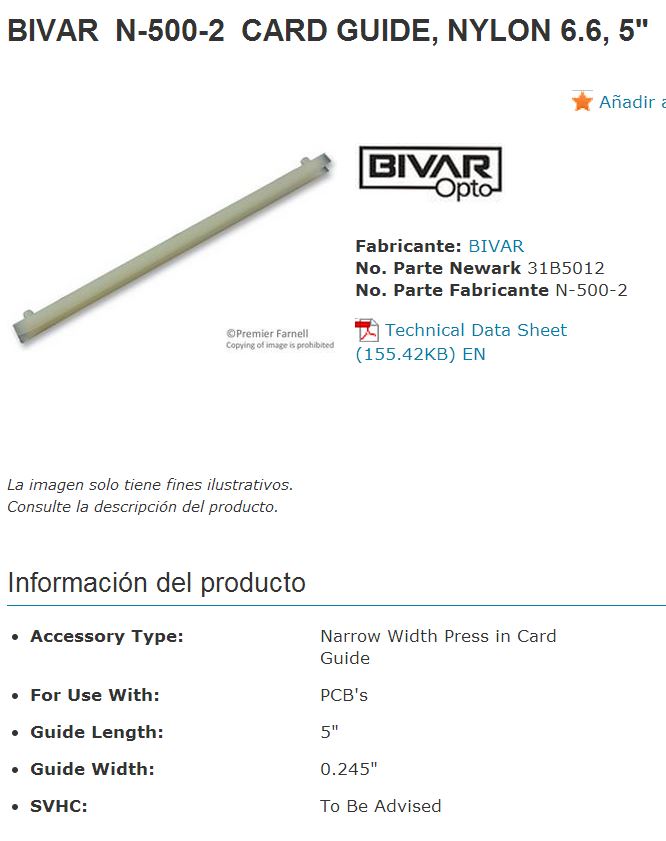 BIVAR N-500-2 CARD GUIDE, NYLON 6.6, 5"
Añadir a
BIVAR
Opto
Fabricante: BIVAR
No. Parte Newark 31B5012
No. Parte Fabricante N-500-2
Technical Data Sheet
(155.42KB) EN
©Premier Farnell
Copying of image is prohibited
La imagen solo tiene fines ilustrativos.
Consulte la descripción del producto.
Información del producto
Accessory Type: Narrow Width Press in Card
Guide
For Use With: PCB's
Guide Length: 5"
Guide Width: 0.245"
SVHC: To Be Advised